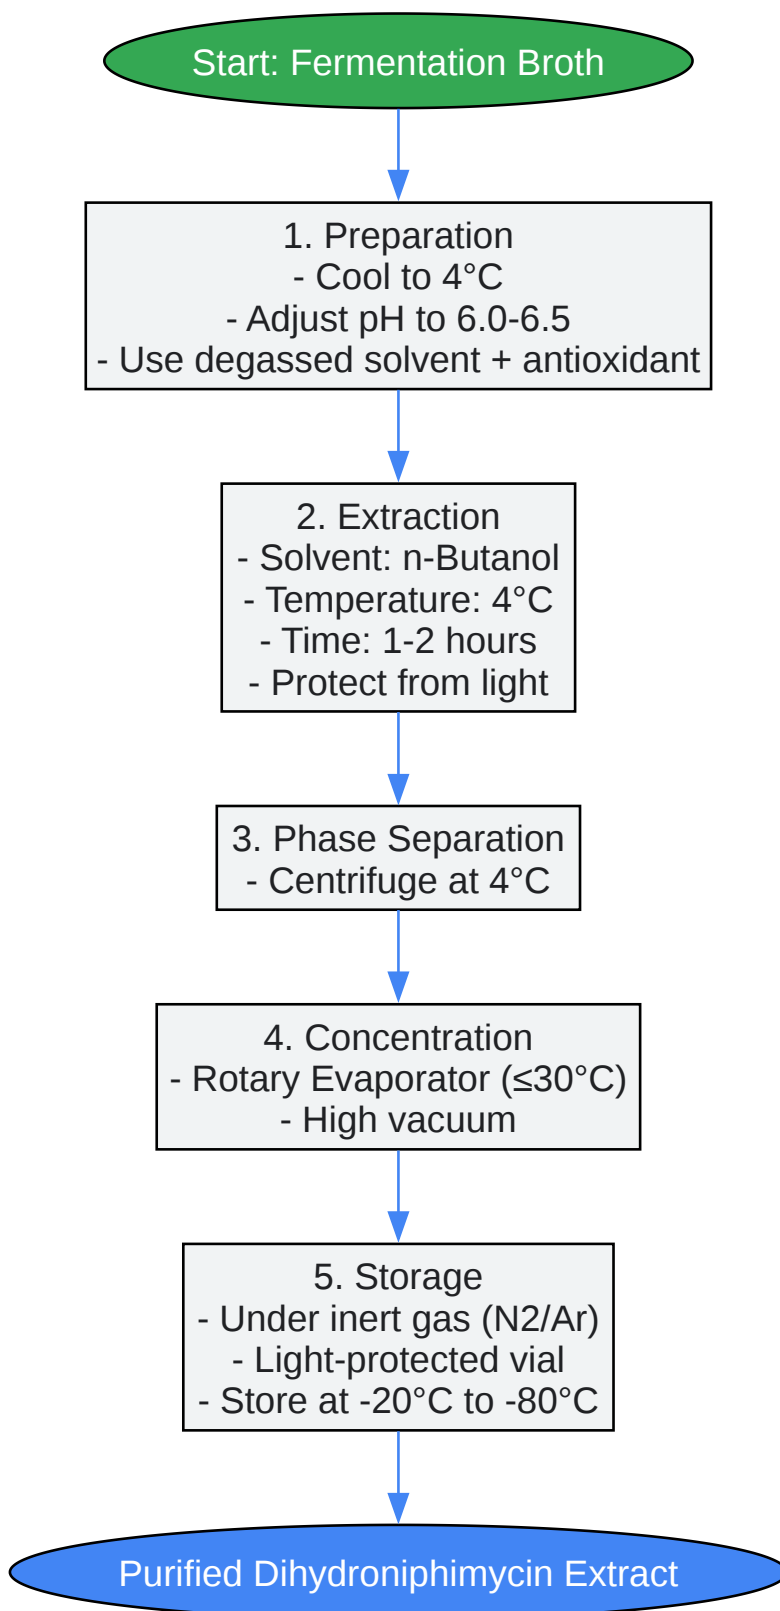 Start: Fermentation Broth
1. Preparation
- Cool to 4°C
- Adjust pH to 6.0-6.5
- Use degassed solvent + antioxidant
2. Extraction
- Solvent: n-Butanol
- Temperature: 4°C
- Time: 1-2 hours
- Protect from light
3. Phase Separation
- Centrifuge at 4°C
4. Concentration
- Rotary Evaporator (≤30°C)
- High vacuum
5. Storage
- Under inert gas (N2/Ar)
- Light-protected vial
- Store at -20°C to -80°C
Purified Dihydroniphimycin Extract